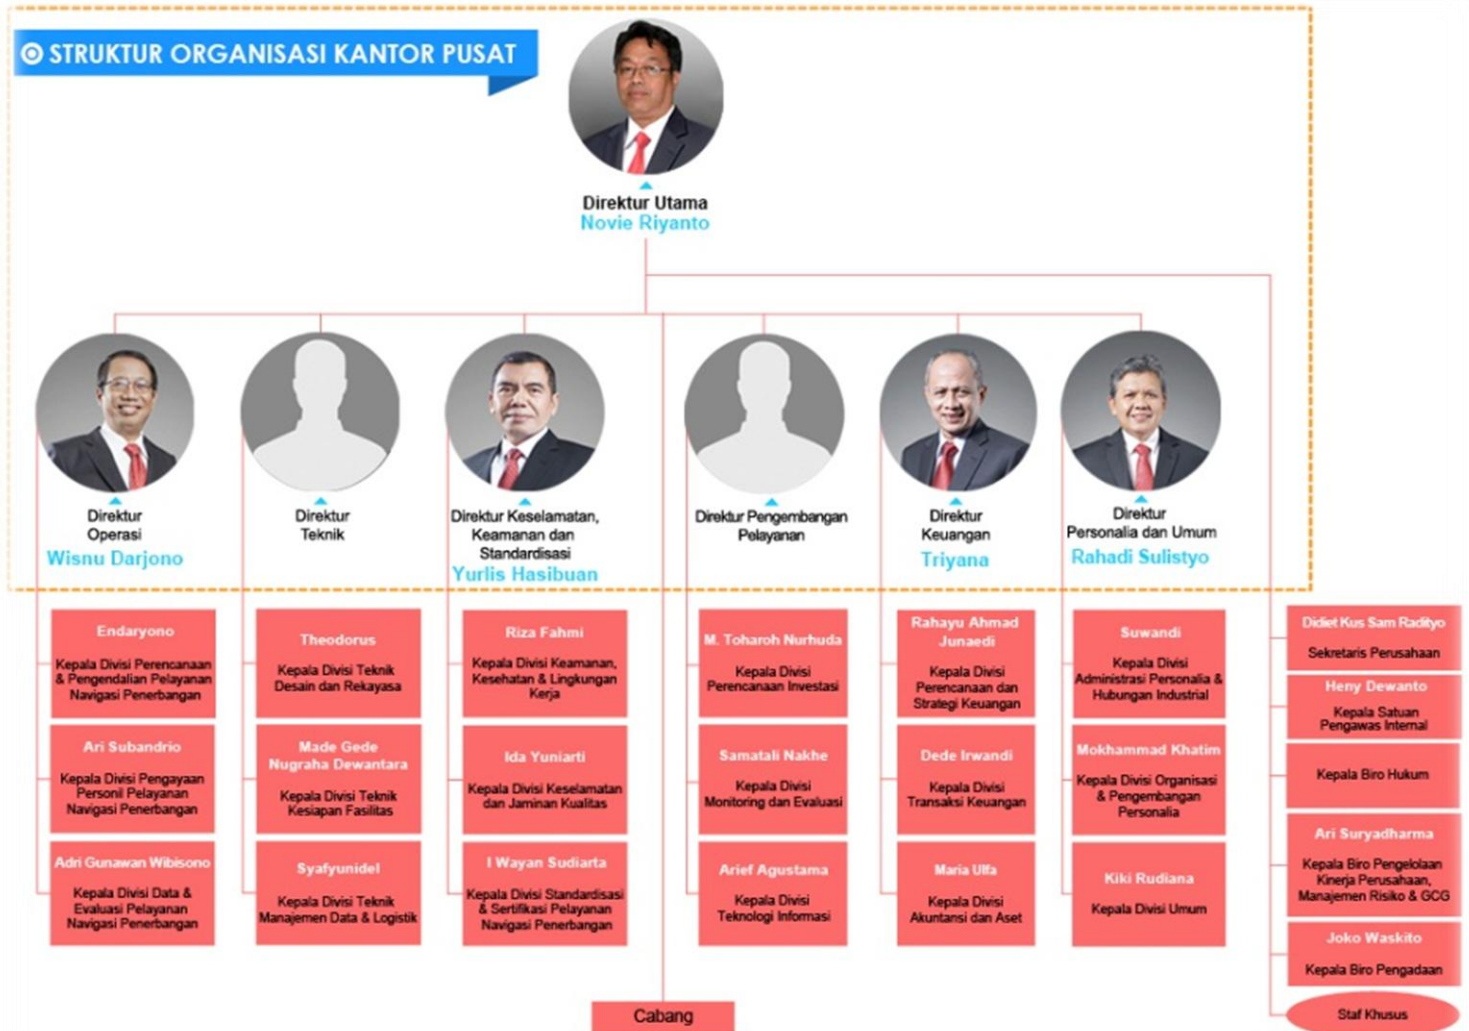 STRUKTUR ORGANISASI KANTOR PUSAT
Direktur Utama
Novie Riyanto
Direktur
Operasi
Wisnu Darjono
Direktur
Teknik
Direktur Keselamatan,
Keamanan dan
Standardisasi
Yurlis Hasibuan
Direktur Pengembangan
Pelayanan
Direktur
Keuangan
Triyana
Direktur
Personalia dan Umum
Rahadi Sulistyo
Endaryono
Kepala Divisi Perencanaan
& Pengendalian Pelayanan
Navigasi Penerbangan
Ari Subandrio
Kepala Divisi Pengayaan
Personil Pelayanan
Navigasi Penerbangan
Adri Gunawan Wibisono
Kepala Divisi Data &
Evaluasi Pelayanan
Navigasi Penerbangan
Theodorus
Kepala Divisi Teknik
Desain dan Rekayasa
Made Gede
Nugraha Dewantara
Kepala Divisi Teknik
Kesiapan Fasilitas
Syafyunidel
Kepala Divisi Teknik
Manajemen Data & Logistik
Riza Fahmi
Kepala Divisi Keamanan,
Kesehatan & Lingkungan
Kerja
Ida Yuniarti
Kepala Divisi Keselamatan
dan Jaminan Kualitas
I Wayan Sudiarta
Kepala Divisi Standardisasi
& Sertifikasi Pelayanan
Navigasi Penerbangan
M. Toharoh Nurhuda
Kepala Divisi
Perencanaan Investasi
Samatali Nakhe
Kepala Divisi
Monitoring dan Evaluasi
Arief Agustama
Kepala Divisi
Teknologi Informasi
Rahayu Ahmad
Junaedi
Kepala Divisi
Perencanaan dan
Strategi Keuangan
Dede Irwandi
Kepala Divisi
Transaksi Keuangan
Maria Ulfa
Kepala Divisi
Akuntansi dan Aset
Suwandi
Kepala Divisi
Administrasi Personalia &
Hubungan Industrial
Mokhammad Khatim
Kepala Divisi Organisasi
& Pengembangan
Personalia
Kiki Rudiana
Kepala Divisi Umum
Didiet Kus Sam Radityo
Sekretaris Perusahaan
Heny Dewanto
Kepala Satuan
Pengawas Internal
Kepala Biro Hukum
Ari Suryadharma
Kepala Biro Pengelolaan
Kinerja Perusahaan,
Manajemen Risiko & GCG
Joko Waskito
Kepala Biro Pengadaan
Staf Khusus
Cabang